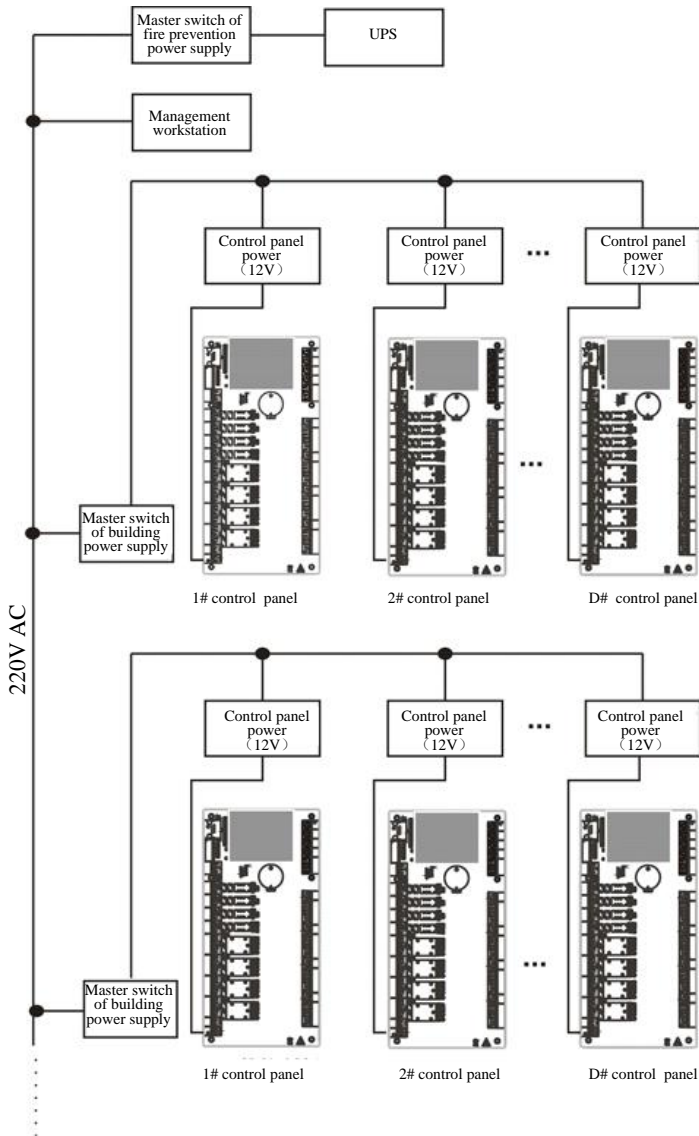 Master switch of
fire prevention
power supply
UPS
Management
workstation
Control panel
power
（12V）
Control panel
power
（12V）
...
Control panel
power
（12V）
...
Master switch
of building
power supply
1# control  panel
2# control panel
D#  control  panel
220V AC
Control panel
power
（12V）
Control panel
power
（12V）
...
Control panel
power
（12V）
...
Master switch
of building
power supply
1# control panel
2# control panel
D# control  panel